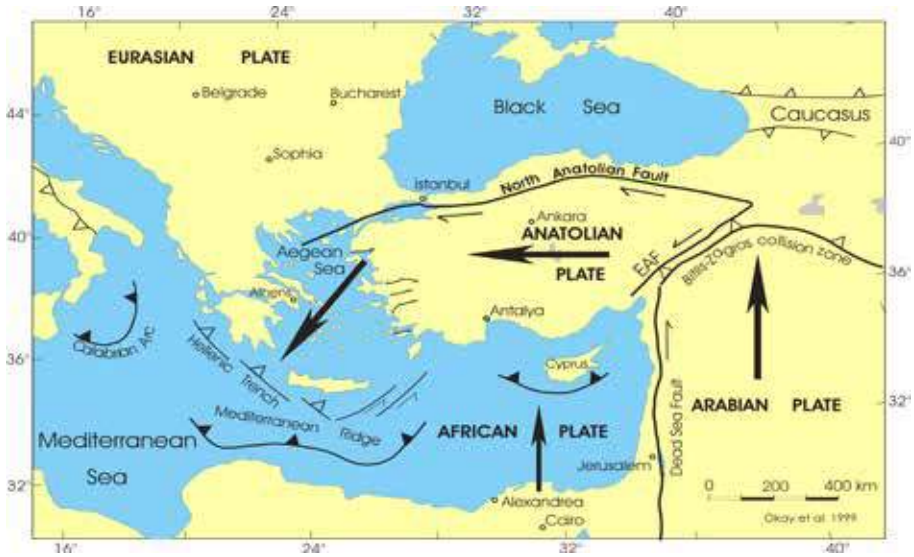 16° 24° 32° 40°
EURASIAN PLATE
Belgrade
Bucharest
Black Sea
Caucasus
44°
40°
Sophia
İstanbul
North Anatolian Fault
Ankara
ANATOLIAN
PLATE
40°
Aegean
Sea
EAF
Bitlis-Zagros collision zone
36°
Athens
Antalya
Calabrian Arc
Hellenic
Trench
Cyprus
36°
Mediterranean
Ridge
AFRICAN PLATE
Dead Sea Fault
ARABIAN PLATE
32°
Mediterranean
Sea
Jerusalem
32°
Alexandrea
Cairo
0 200 400 km
Okay et al. 1999
16° 24° 32° 40°